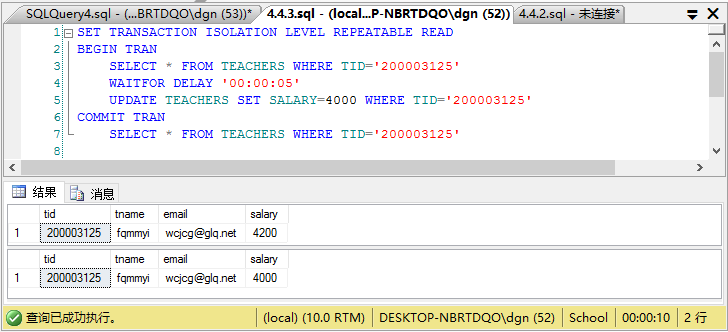 SQLQuery4.sql - (...BRTDQO\dgn (53))* 4.4.3.sql - (local...P-NBRTDQO\dgn (52)) 4.4.2.sql - 未连接*
1 SET TRANSACTION ISOLATION LEVEL REPEATABLE READ
2 BEGIN TRAN
3 SELECT * FROM TEACHERS WHERE TID='200003125'
4 WAITFOR DELAY '00:00:05'
5 UPDATE TEACHERS SET SALARY=4000 WHERE TID='200003125'
6 COMMIT TRAN
7 SELECT * FROM TEACHERS WHERE TID='200003125'
8
结果 消息
tid tname email salary
1 200003125 fqmmyi wcjcg@glq.net 4200
tid tname email salary
1 200003125 fqmmyi wcjcg@glq.net 4000
查询已成功执行。 (local) (10.0 RTM) DESKTOP-NBRTDQO\dgn (52) School 00:00:10 2 行